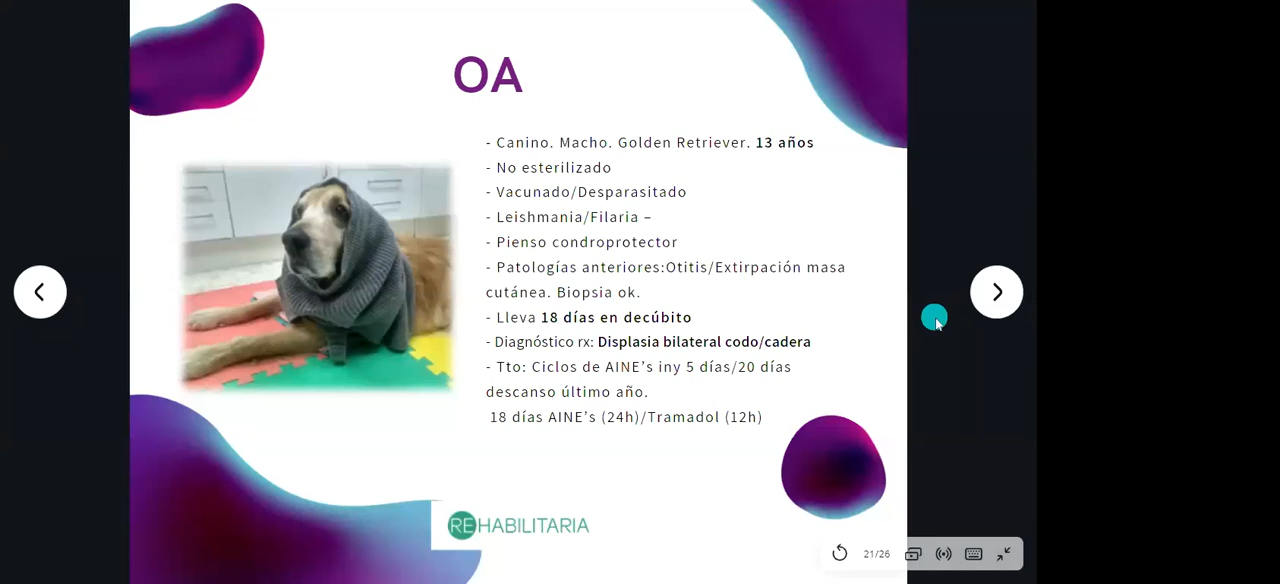 OA
- Canino. Macho. Golden Retriever. 13 años
- No esterilizado
- Vacunado/Desparasitado
- Leishmania/Filaria –
- Pienso condroprotector
- Patologías anteriores:Otitis/Extirpación masa
cutánea. Biopsia ok.
- Lleva 18 días en decúbito
- Diagnóstico rx: Displasia bilateral codo/cadera
- Tto: Ciclos de AINE's iny 5 días/20 días
descanso último año.
18 días AINE's (24h)/Tramadol (12h)
REHABILITARIA
21/26